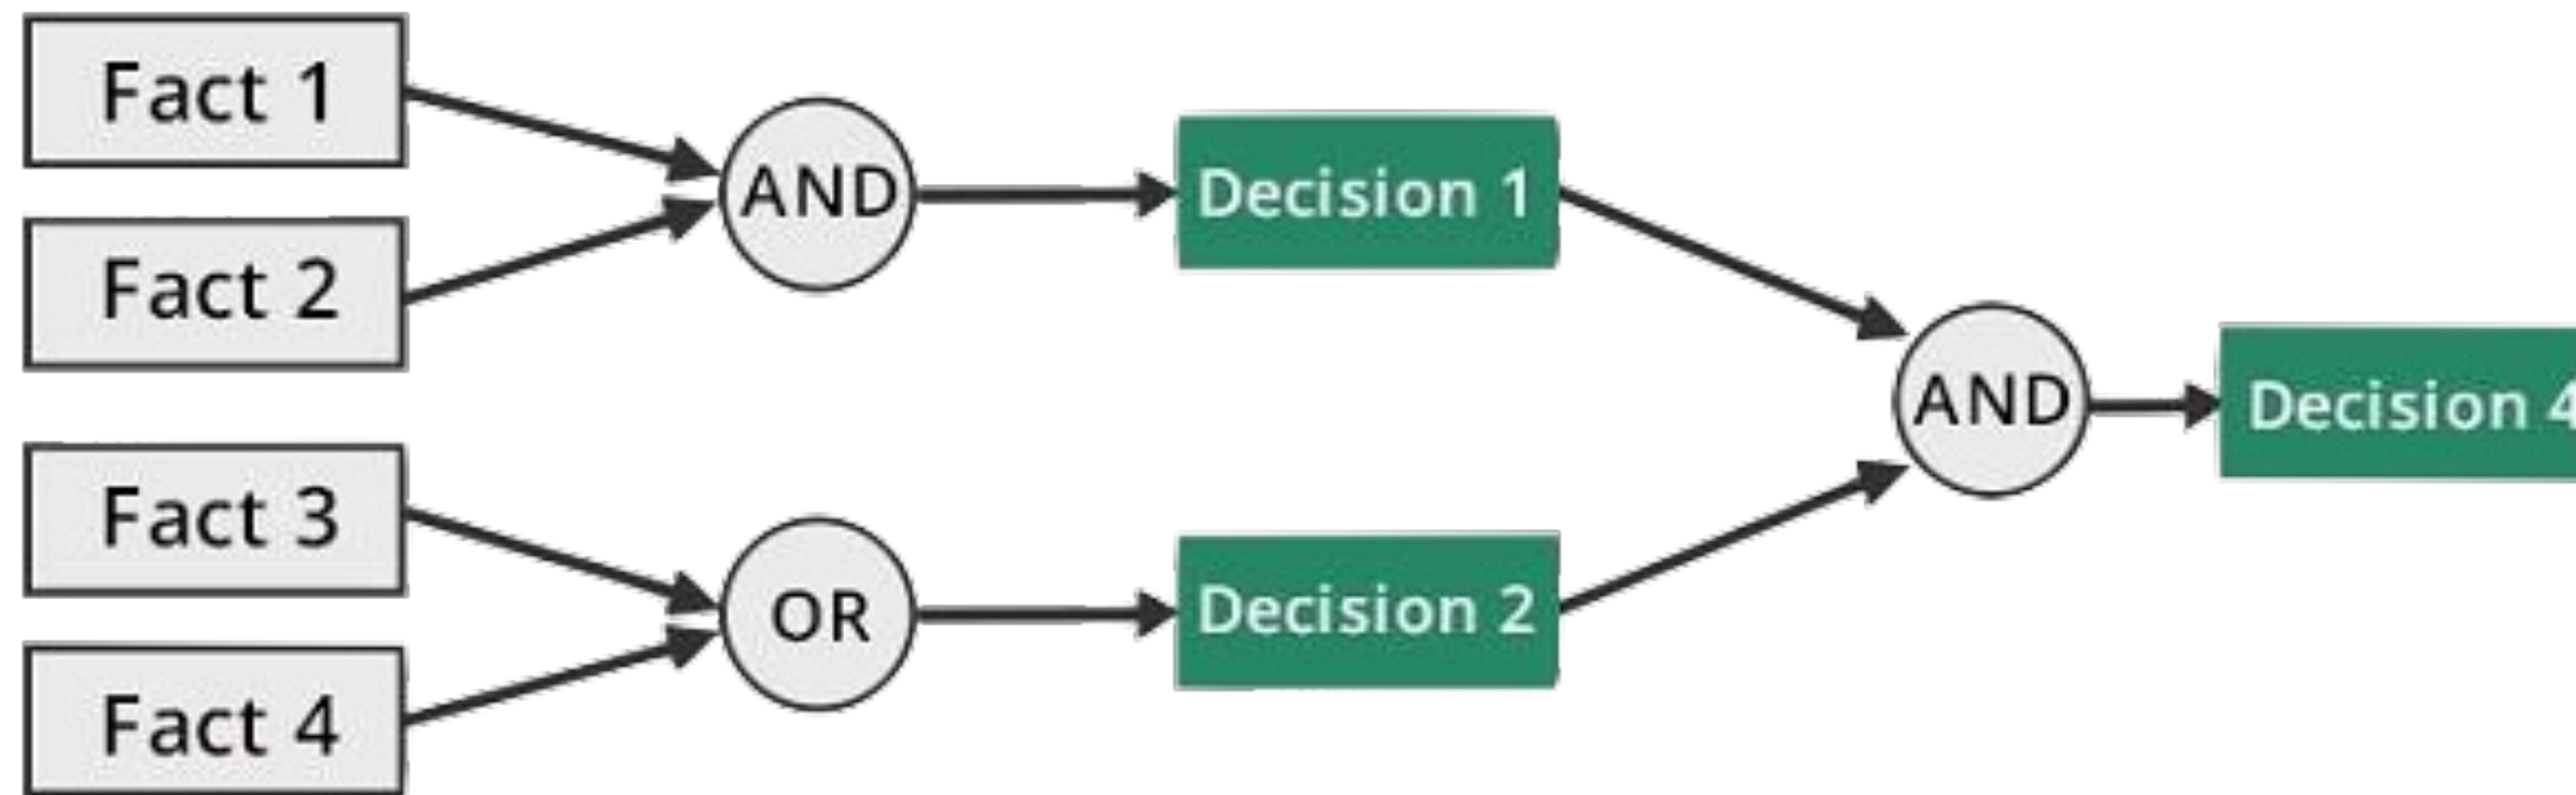 Fact 1
Fact 2
AND
Decision 1
Fact 3
Fact 4
OR
Decision 2
AND
Decision 4